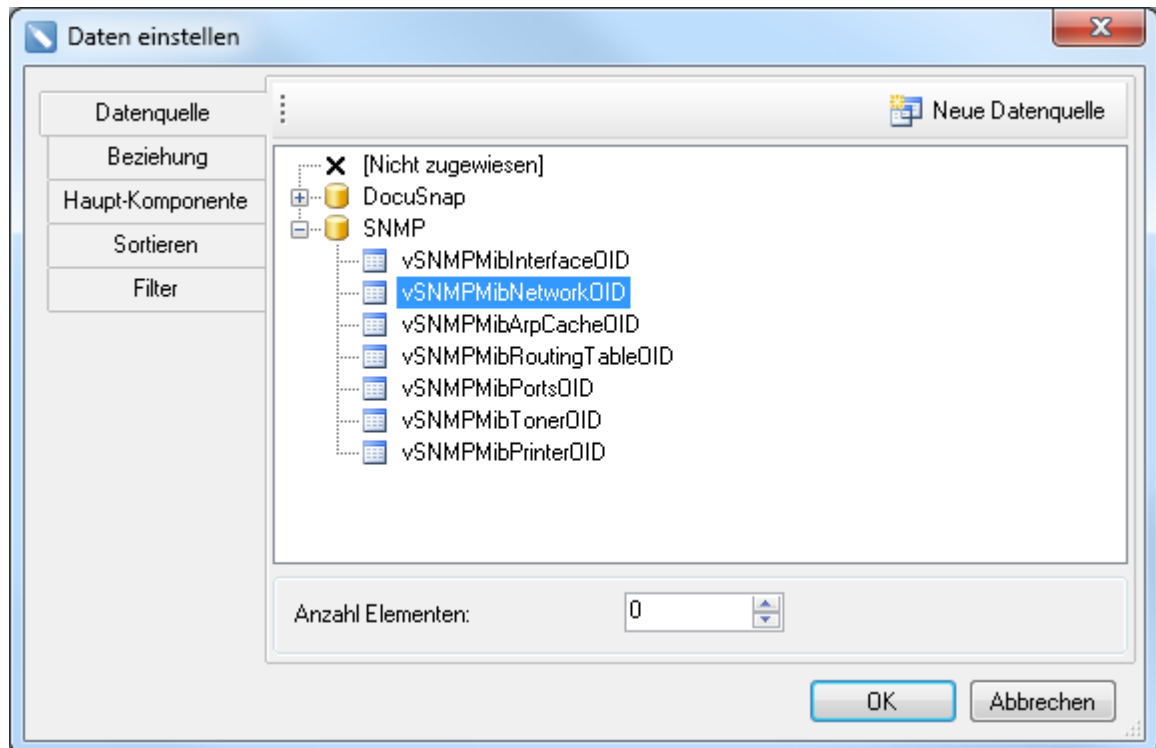 Daten einstellen
Datenquelle
Beziehung
Haupt-Komponente
Sortieren
Filter
Neue Datenquelle
[Nicht zugewiesen]
DocuSnap
SNMP
vSNMPMibInterfaceOID
vSNMPMibNetworkOID
vSNMPMibArpCacheOID
vSNMPMibRoutingTableOID
vSNMPMibPortsOID
vSNMPMibTonerOID
vSNMPMibPrinterOID
Anzahl Elementen: 0
OK Abbrechen